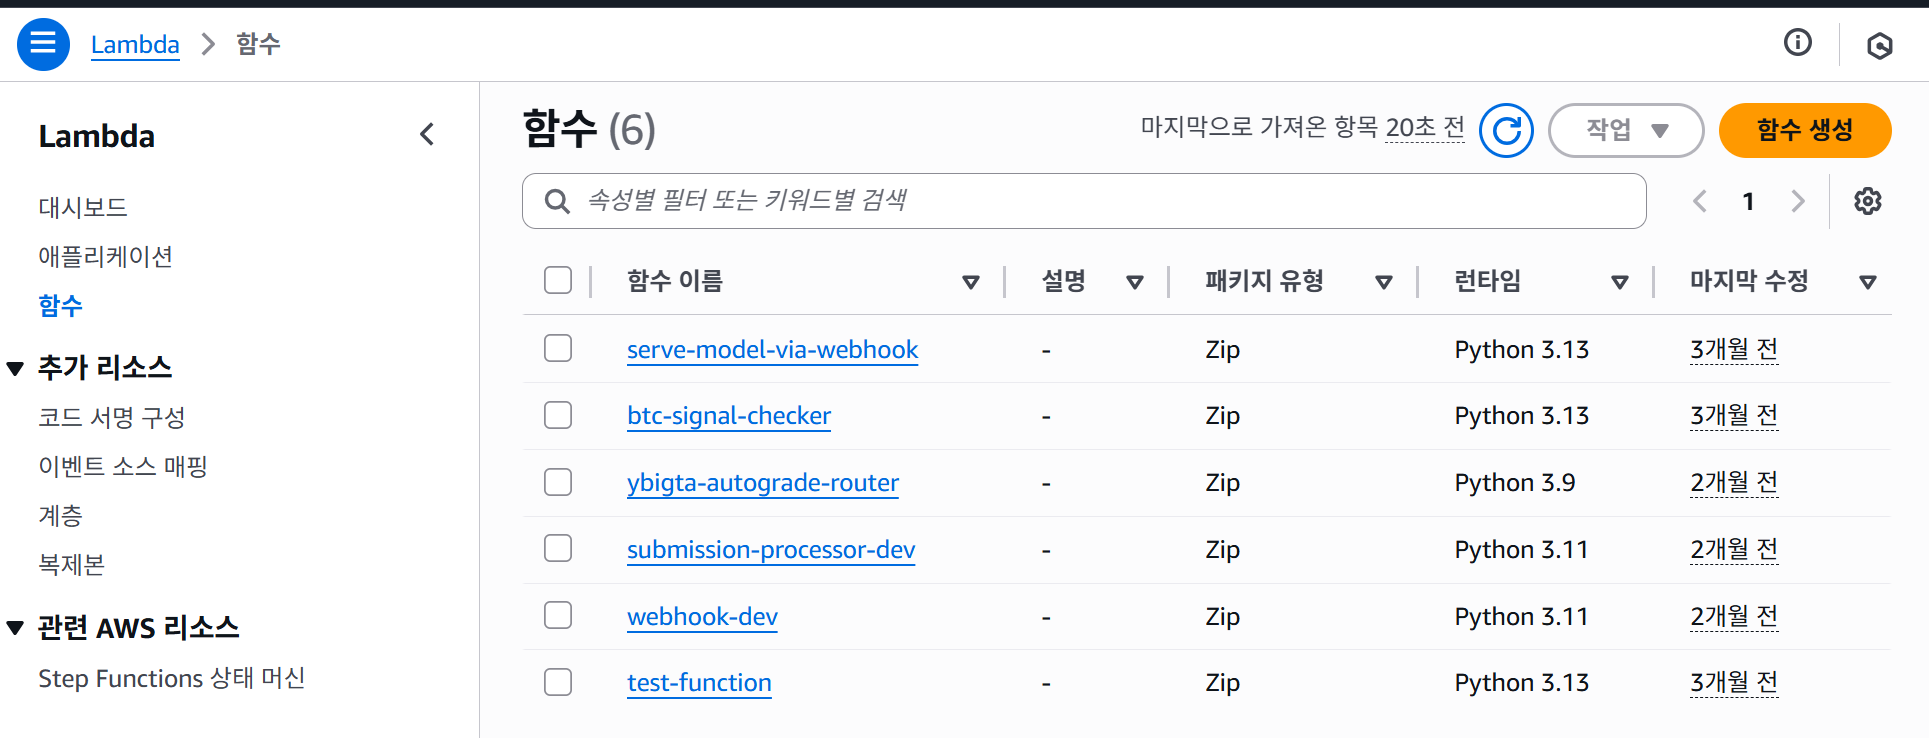 Lambda > 함수
Lambda
대시보드
애플리케이션
함수
추가 리소스
코드 서명 구성
이벤트 소스 매핑
계층
복제본
관련 AWS 리소스
Step Functions 상태 머신
함수 (6)
마지막으로 가져온 항목 20초 전
작업
함수 생성
속성별 필터 또는 키워드별 검색
1
함수 이름 설명 패키지 유형 런타임 마지막 수정
serve-model-via-webhook - Zip Python 3.13 3개월 전
btc-signal-checker - Zip Python 3.13 3개월 전
ybigta-autograde-router - Zip Python 3.9 2개월 전
submission-processor-dev - Zip Python 3.11 2개월 전
webhook-dev - Zip Python 3.11 2개월 전
test-function - Zip Python 3.13 3개월 전